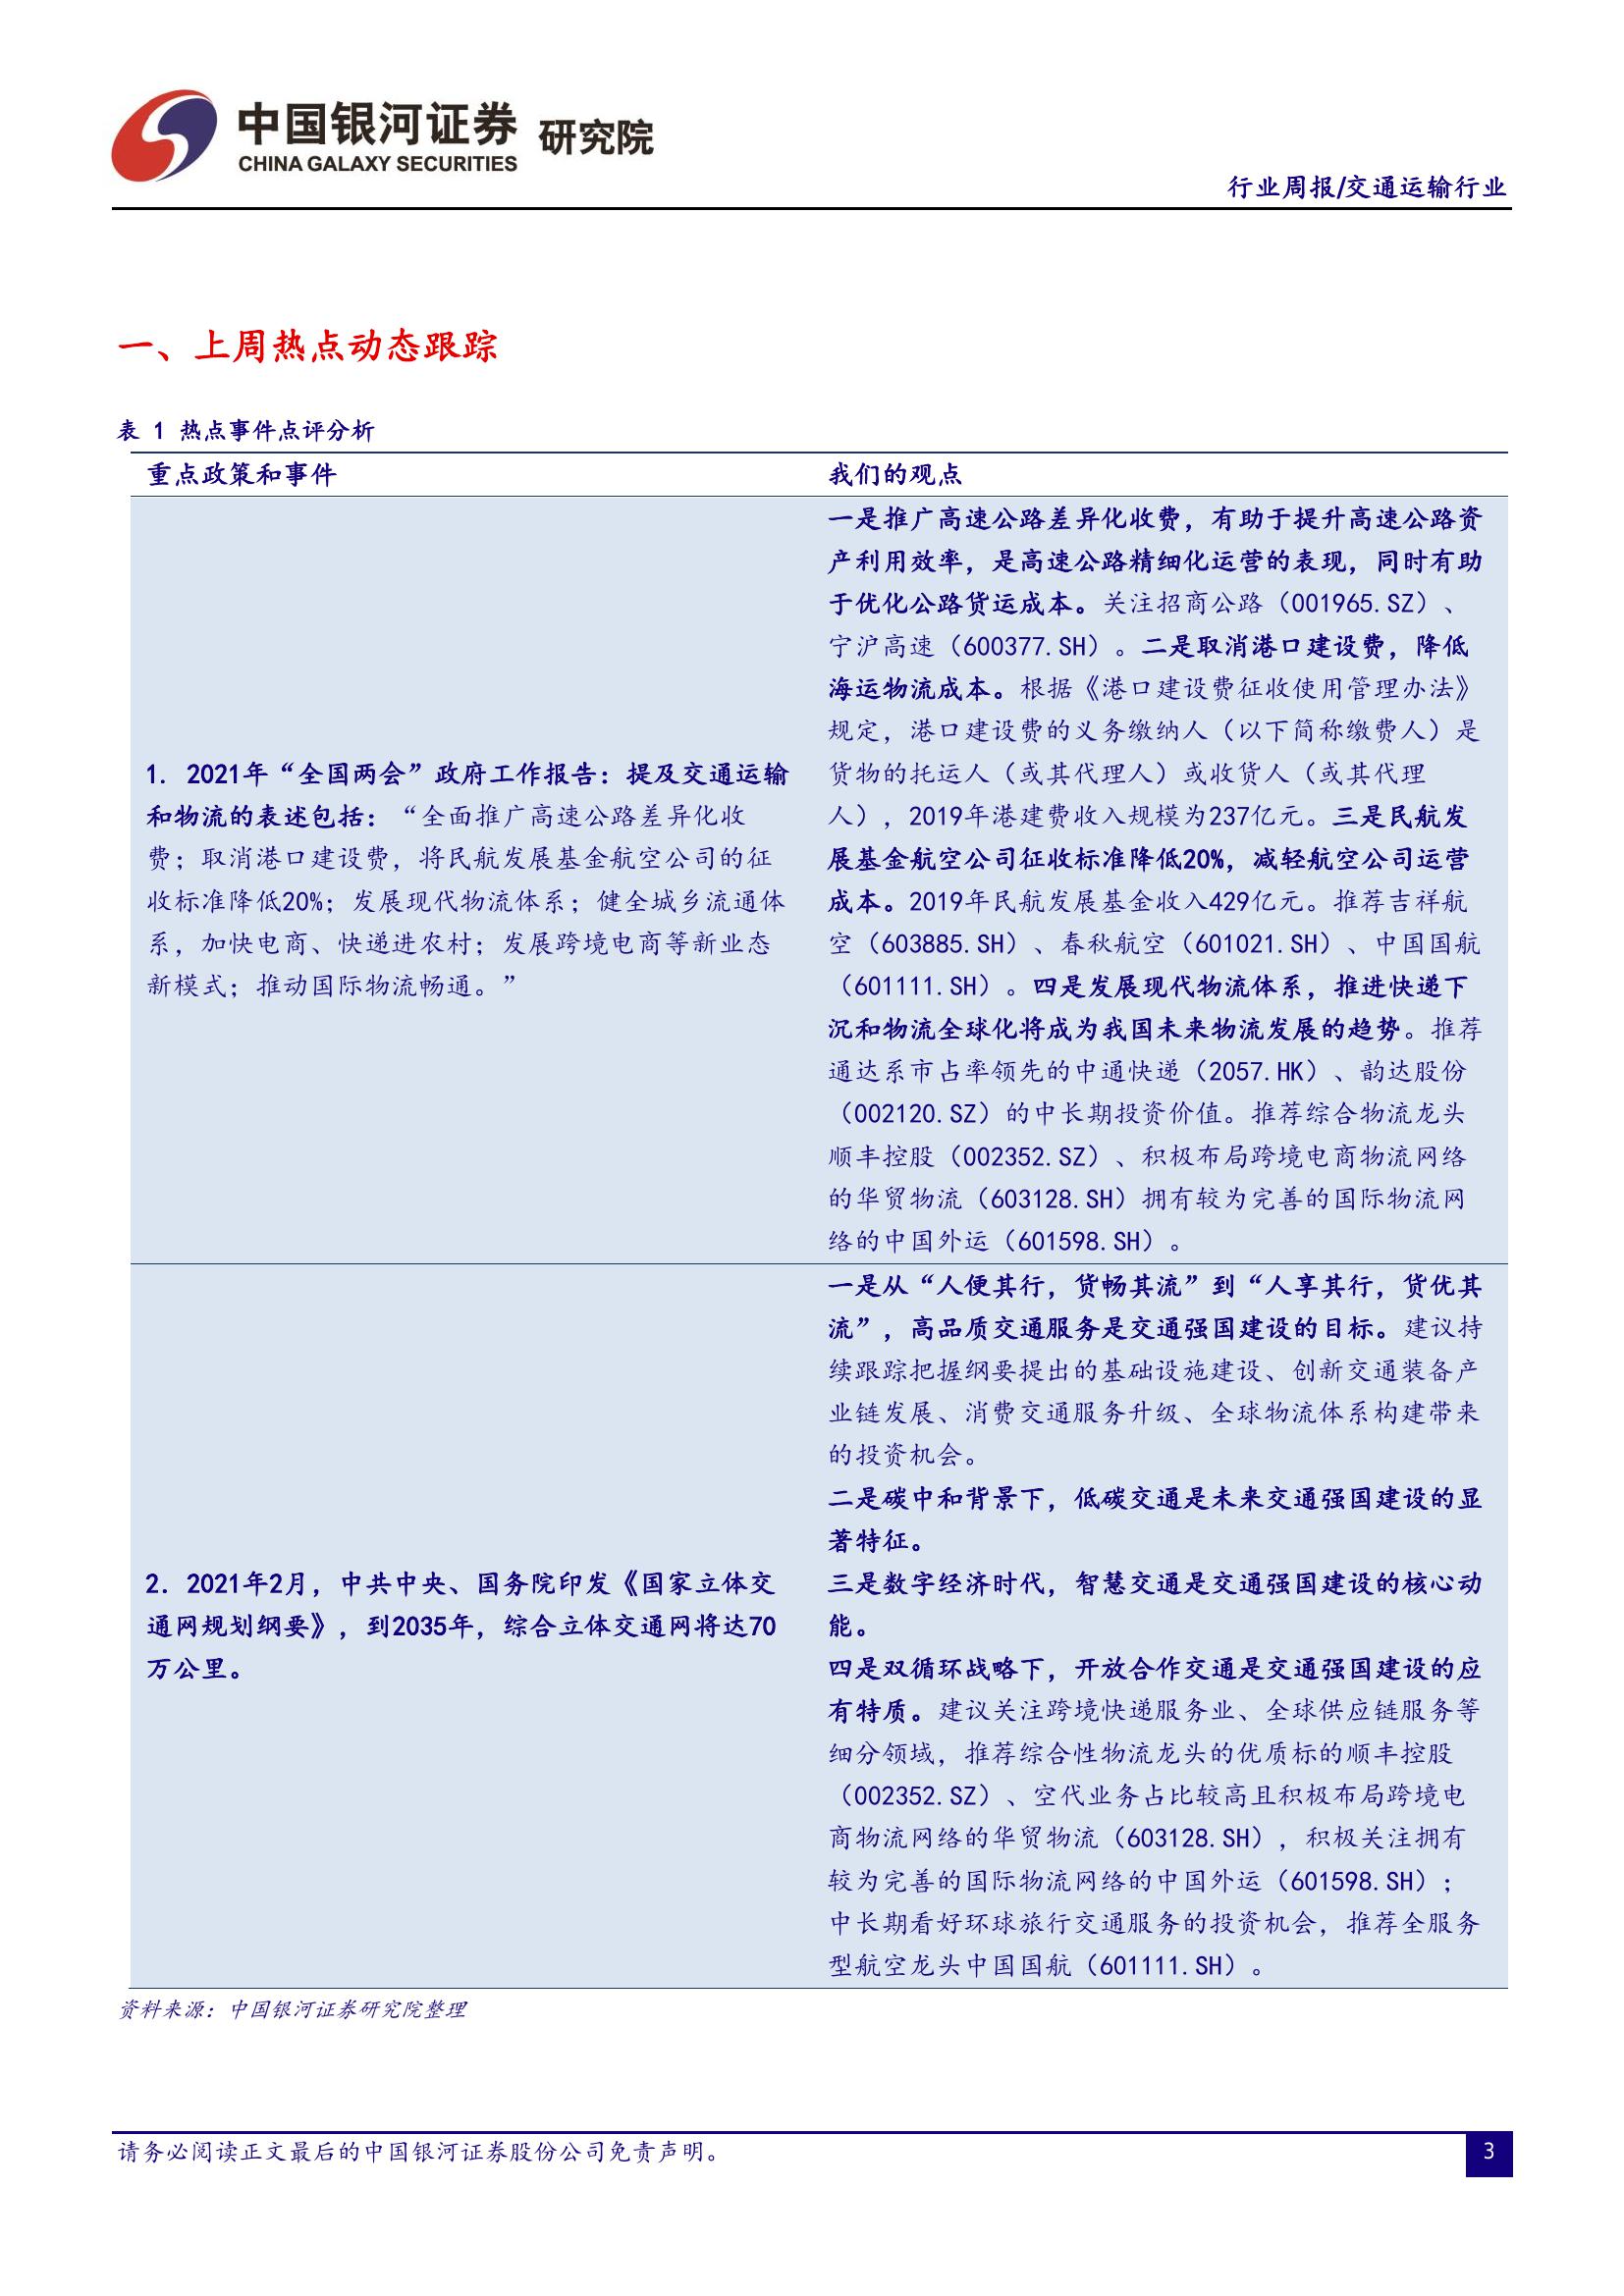 中国银河证券 研究院
CHINA GALAXY SECURITIES
行业周报/交通运输行业
一、上周热点动态跟踪
表 1 热点事件点评分析
重点政策和事件
我们的观点
1. 2021年“全国两会”政府工作报告：提及交通运输
和物流的表述包括：“全面推广高速公路差异化收
费；取消港口建设费，将民航发展基金航空公司的征
收标准降低20%；发展现代物流体系；健全城乡流通体
系，加快电商、快递进农村；发展跨境电商等新业态
新模式；推动国际物流畅通。”
一是推广高速公路差异化收费，有助于提升高速公路资
产利用效率，是高速公路精细化运营的表现，同时有助
于优化公路货运成本。关注招商公路（001965.SZ）、
宁沪高速（600377.SH）。二是取消港口建设费，降低
海运物流成本。根据《港口建设费征收使用管理办法》
规定，港口建设费的义务缴纳人（以下简称缴费人）是
货物的托运人（或其代理人）或收货人（或其代理
人），2019年港建费收入规模为237亿元。三是民航发
展基金航空公司征收标准降低20%，减轻航空公司运营
成本。2019年民航发展基金收入429亿元。推荐吉祥航
空（603885.SH）、春秋航空（601021.SH）、中国国航
（601111.SH）。四是发展现代物流体系，推进快递下
沉和物流全球化将成为我国未来物流发展的趋势。推荐
通达系市占率领先的中通快递（2057.HK）、韵达股份
（002120.SZ）的中长期投资价值。推荐综合物流龙头
顺丰控股（002352.SZ）、积极布局跨境电商物流网络
的华贸物流（603128.SH）拥有较为完善的国际物流网
络的中国外运（601598.SH）。
2. 2021年2月，中共中央、国务院印发《国家立体交
通网规划纲要》，到2035年，综合立体交通网将达70
万公里。
一是从“人便其行，货畅其流”到“人享其行，货优其
流”，高品质交通服务是交通强国建设的目标。建议持
续跟踪把握纲要提出的基础设施建设、创新交通装备产
业链发展、消费交通服务升级、全球物流体系构建带来
的投资机会。
二是碳中和背景下，低碳交通是未来交通强国建设的显
著特征。
三是数字经济时代，智慧交通是交通强国建设的核心动
能。
四是双循环战略下，开放合作交通是交通强国建设的应
有特质。建议关注跨境快递服务业、全球供应链服务等
细分领域，推荐综合性物流龙头的优质标的顺丰控股
（002352.SZ）、空代业务占比较高且积极布局跨境电
商物流网络的华贸物流（603128.SH），积极关注拥有
较为完善的国际物流网络的中国外运（601598.SH）；
中长期看好环球旅行交通服务的投资机会，推荐全服务
型航空龙头中国国航（601111.SH）。
资料来源：中国银河证券研究院整理
请务必阅读正文最后的中国银河证券股份公司免责声明。
3